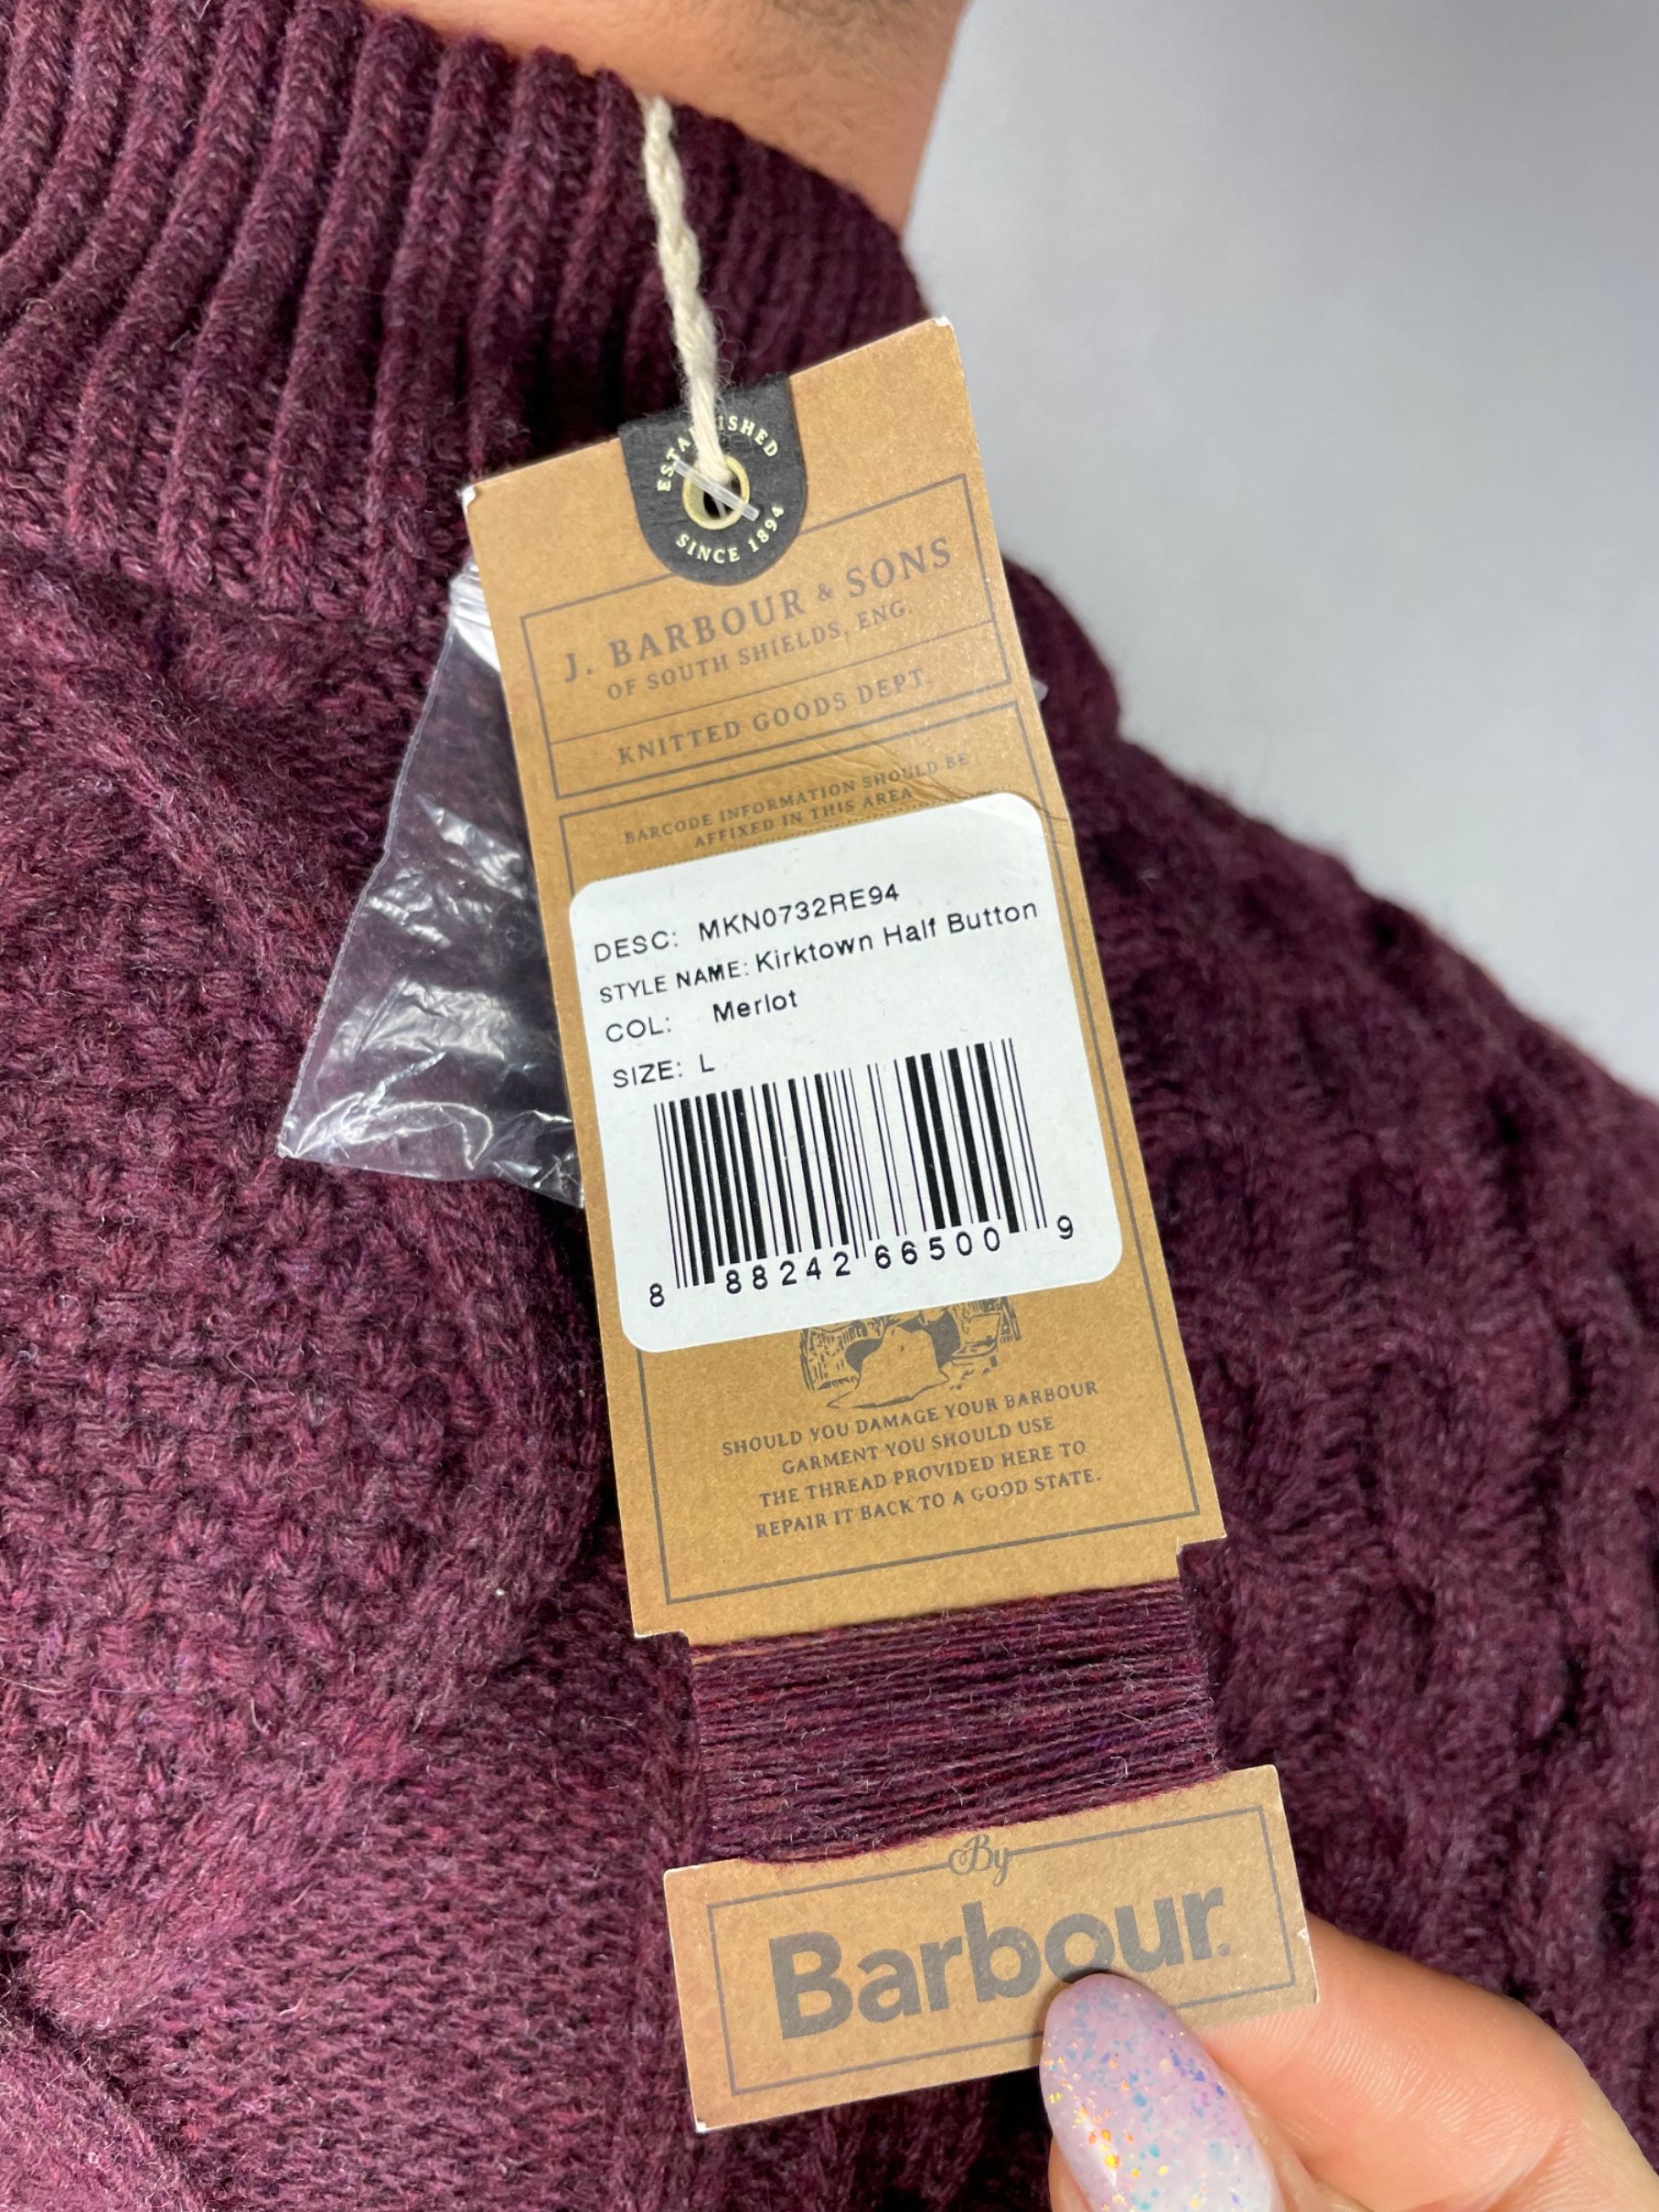 ESTABLISHED
SINCE 1894
J. BARBOUR & SONS
OF SOUTH SHIELDS, ENG.
KNITTED GOODS DEPT.
BARCODE INFORMATION SHOULD BE
AFFIXED IN THIS AREA
DESC: MKN0732RE94
STYLE NAME: Kirktown Half Button
COL: Merlot
SIZE: L
8 88242 66500 9
SHOULD YOU DAMAGE YOUR BARBOUR
GARMENT YOU SHOULD USE
THE THREAD PROVIDED HERE TO
REPAIR IT BACK TO A GOOD STATE.
By
Barbour.